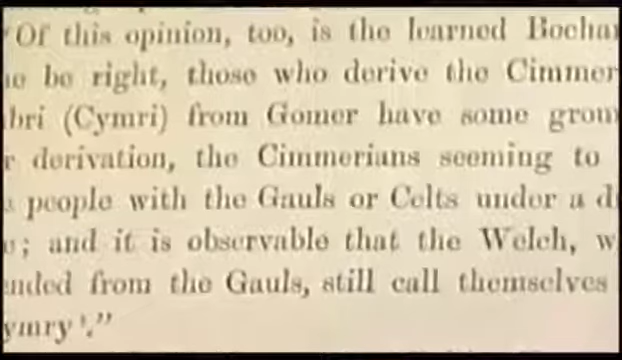 "Of this opinion, too, is the learned Bochar
he be right, those who derive the Cimmer
bri (Cymri) from Gomer have some grou
r derivation, the Cimmerians seeming to
people with the Gauls or Celts under a d
; and it is observable that the Welch, w
ended from the Gauls, still call themselves
ymry'."